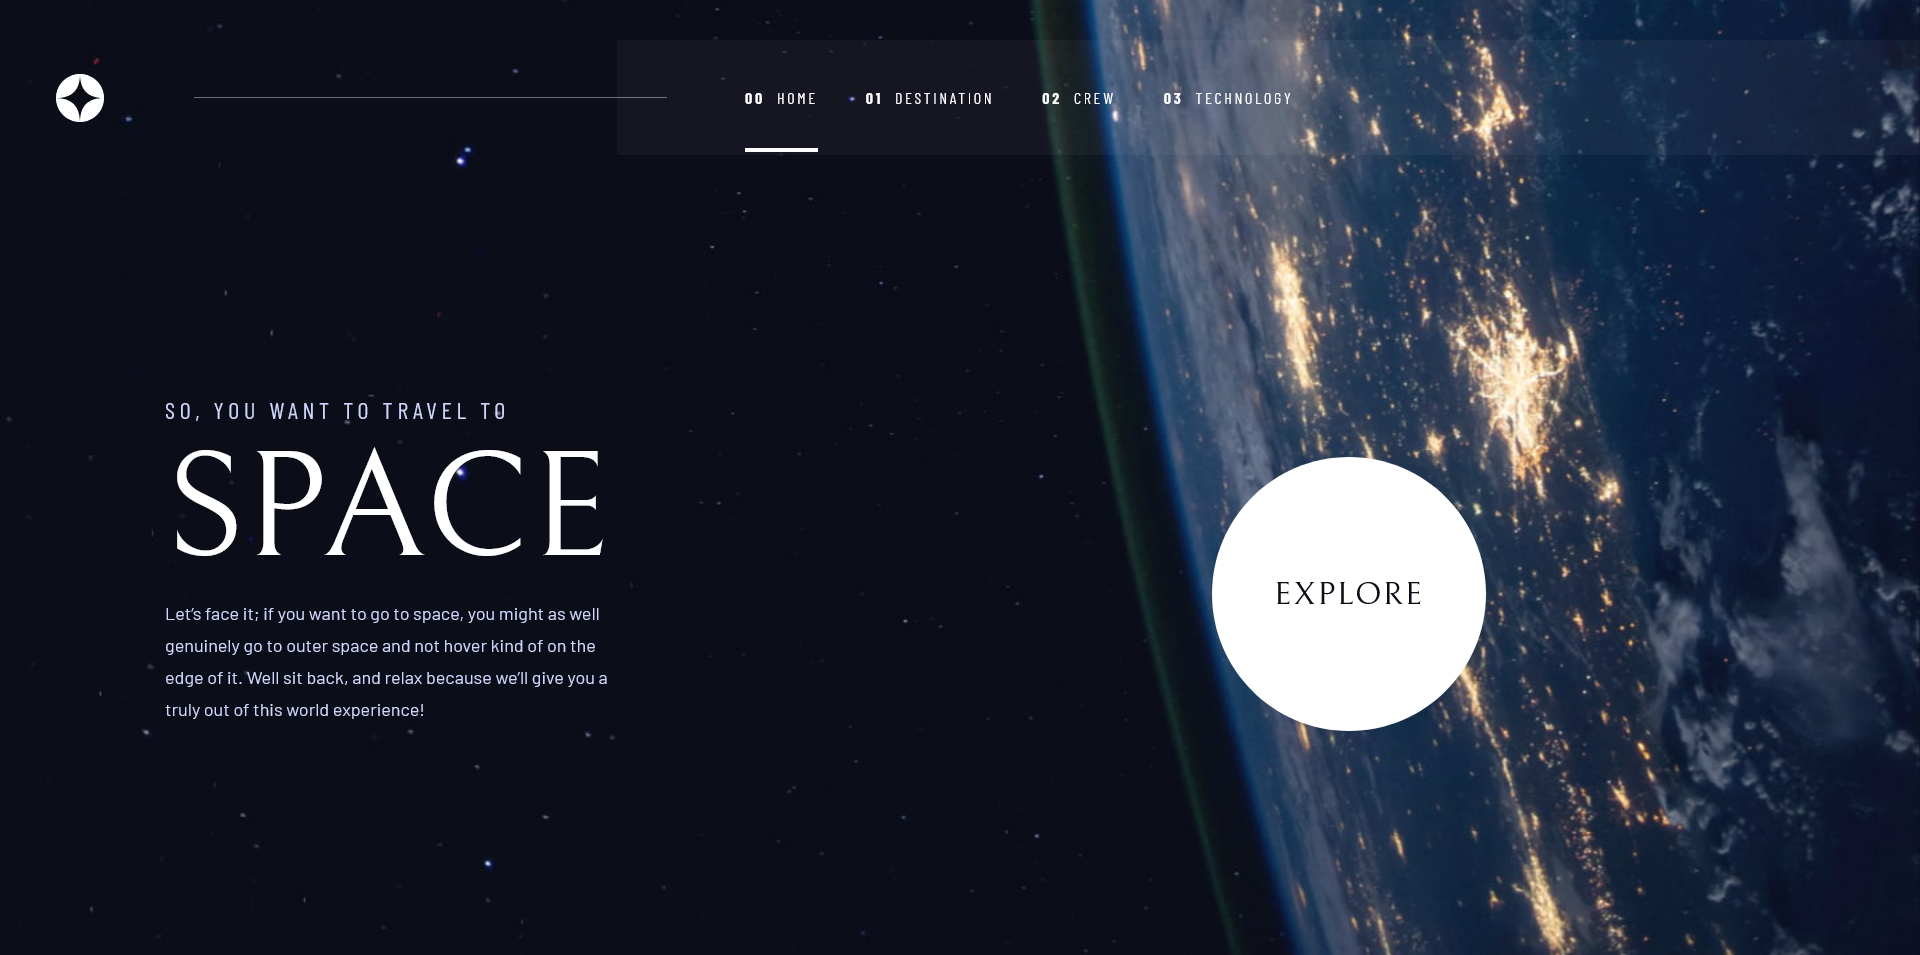 00 HOME 01 DESTINATION 02 CREW 03 TECHNOLOGY
SO, YOU WANT TO TRAVEL TO
SPACE
Let’s face it; if you want to go to space, you might as well
genuinely go to outer space and not hover kind of on the
edge of it. Well sit back, and relax because we’ll give you a
truly out of this world experience!
EXPLORE